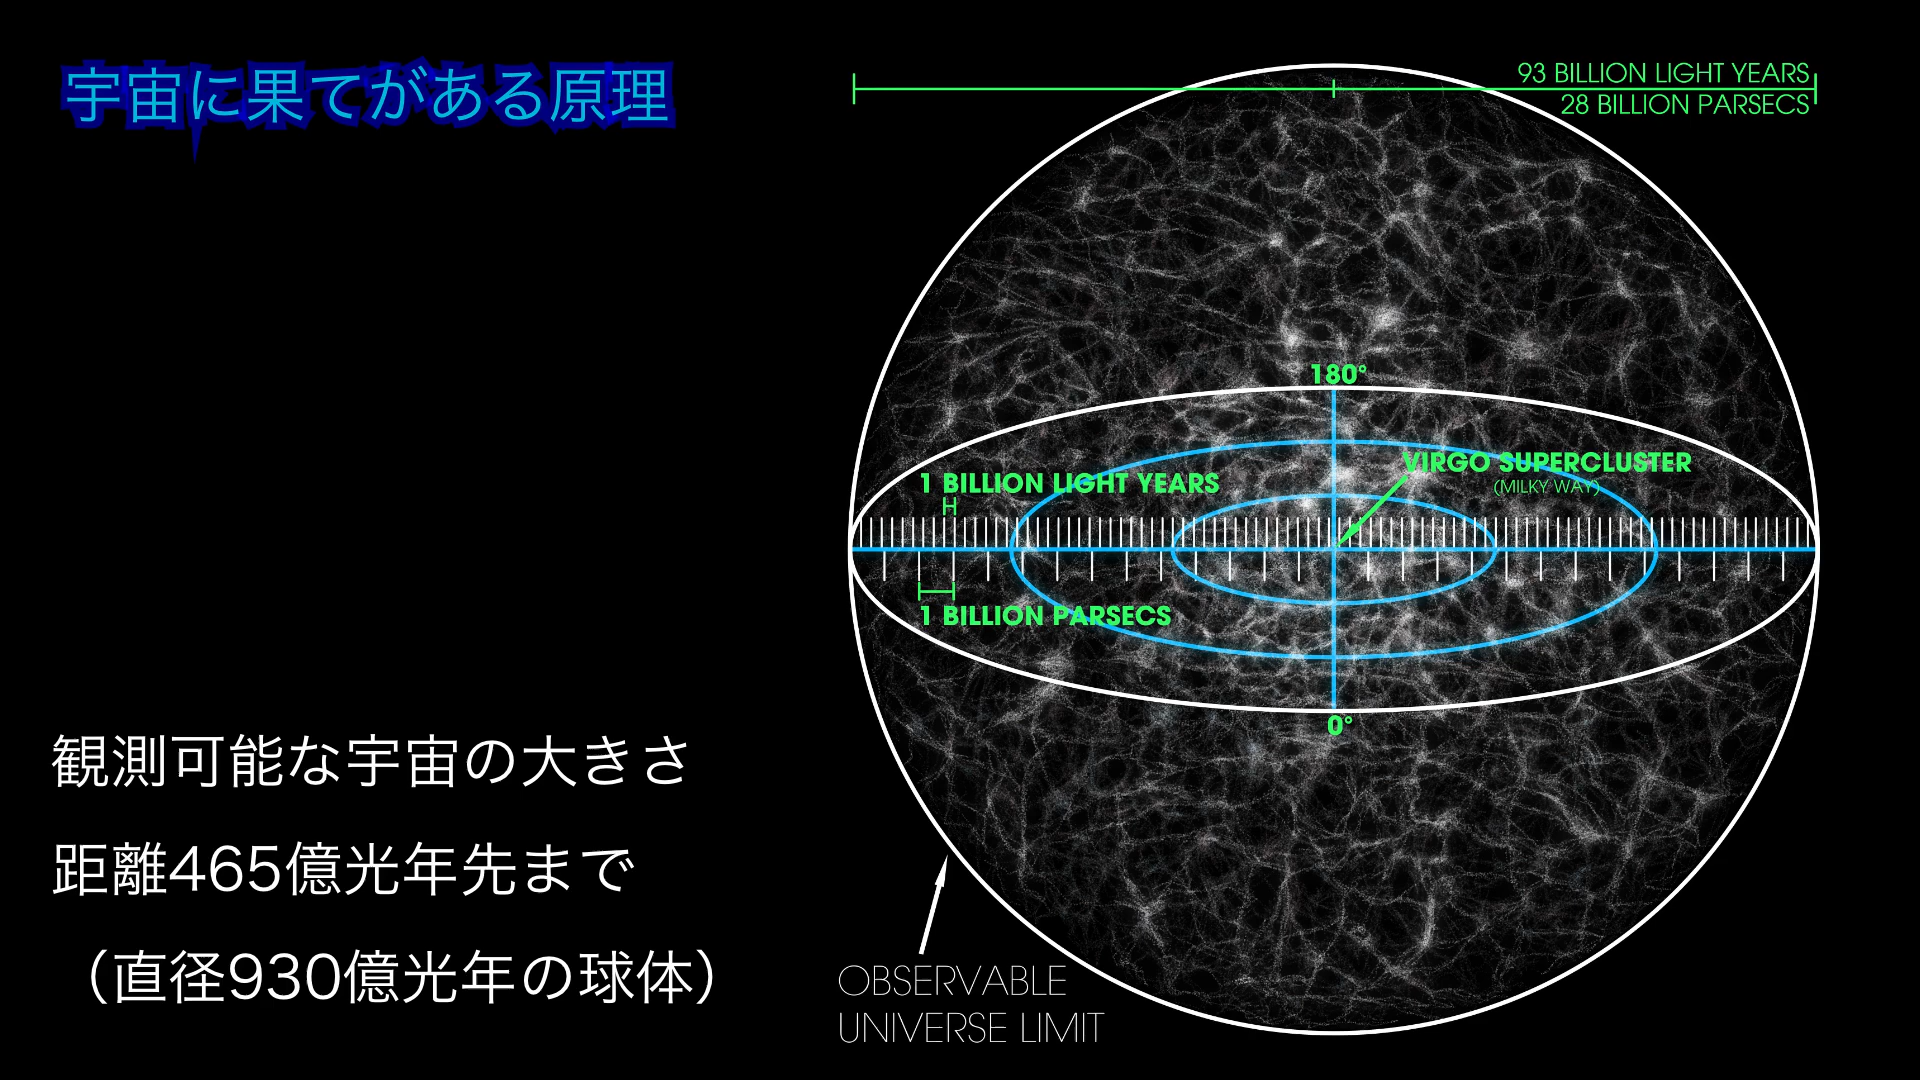 宇宙に果てがある原理
93 BILLION LIGHT YEARS
28 BILLION PARSECS
180°
VIRGO SUPERCLUSTER
(MILKY WAY)
1 BILLION LIGHT YEARS
1 BILLION PARSECS
0°
観測可能な宇宙の大きさ
距離465億光年先まで
（直径930億光年の球体）
OBSERVABLE
UNIVERSE LIMIT